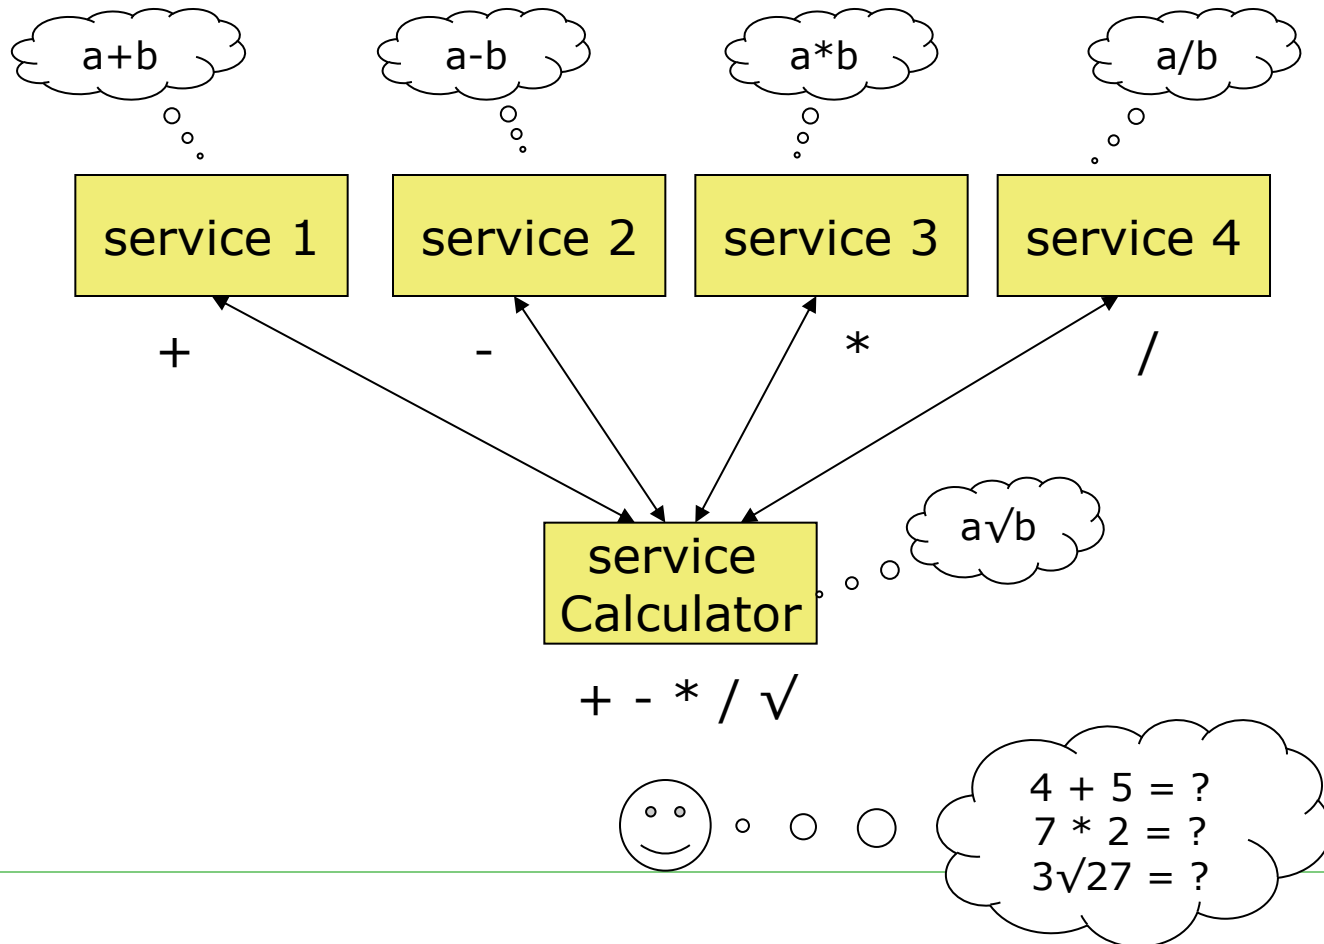 a+b
a-b
a*b
a/b
service 1
service 2
service 3
service 4
+
-
*
/
service
Calculator
a√b
+ - * / √
4 + 5 = ?
7 * 2 = ?
3√27 = ?